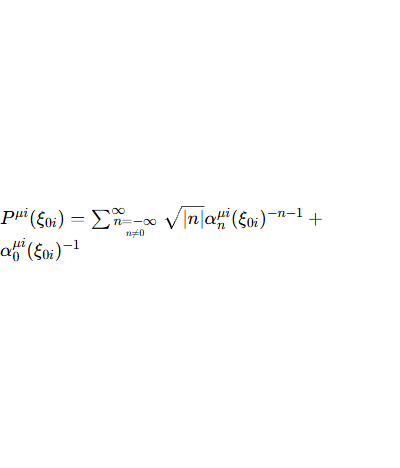 $P^{\mu i}(\xi_{0i}) = \sum_{\substack{n=-\infty \\ n\neq 0}}^{\infty} \sqrt{|n|}\alpha_n^{\mu i}(\xi_{0i})^{-n-1} +$
$\alpha_0^{\mu i}(\xi_{0i})^{-1}$